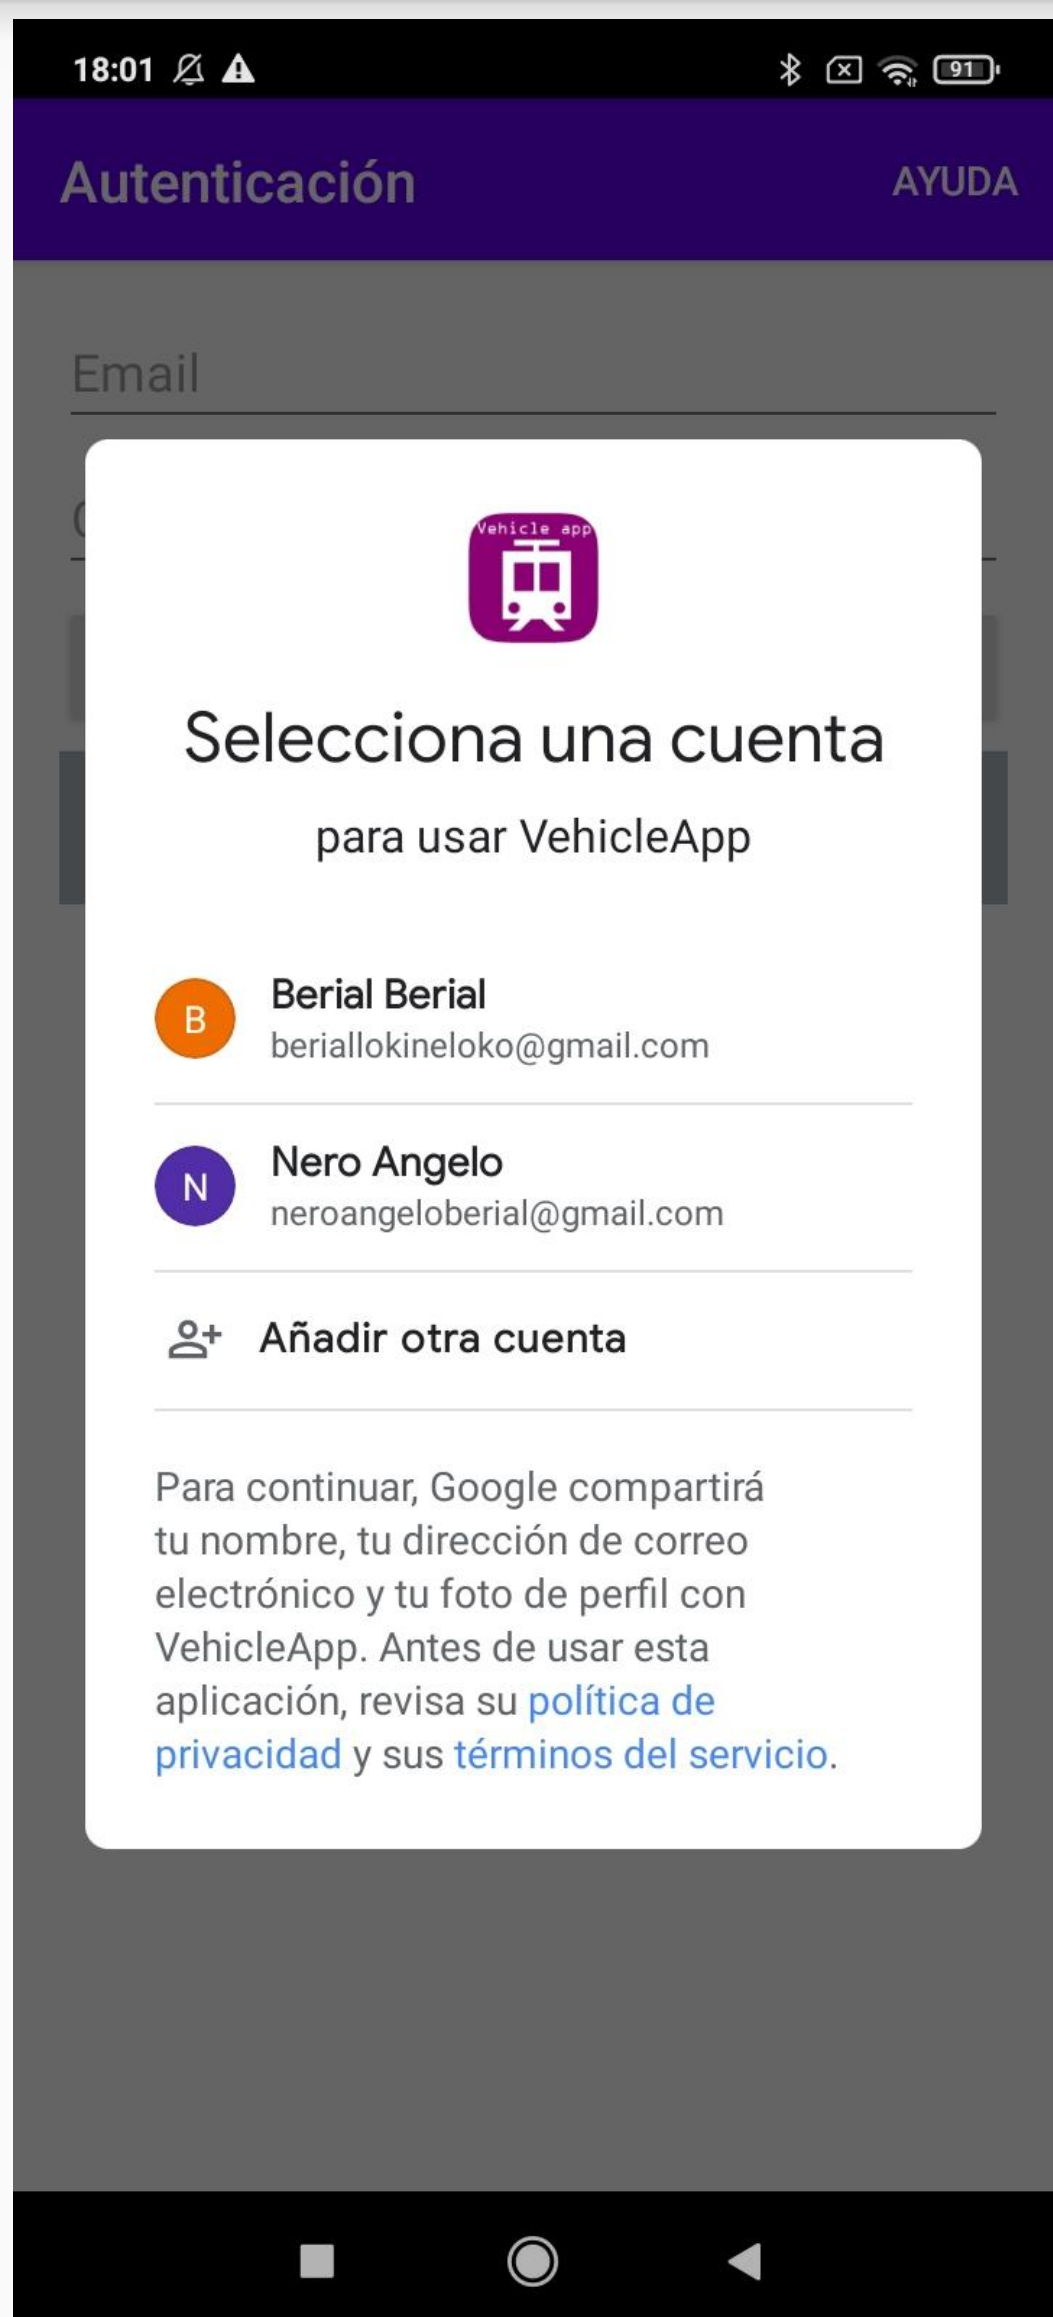 18:01
91
Autenticación
AYUDA
Email
Vehicle app
Selecciona una cuenta
para usar VehicleApp
B
Berial Berial
beriallokineloko@gmail.com
N
Nero Angelo
neroangeloberial@gmail.com
Añadir otra cuenta
Para continuar, Google compartirá
tu nombre, tu dirección de correo
electrónico y tu foto de perfil con
VehicleApp. Antes de usar esta
aplicación, revisa su política de
privacidad y sus términos del servicio.